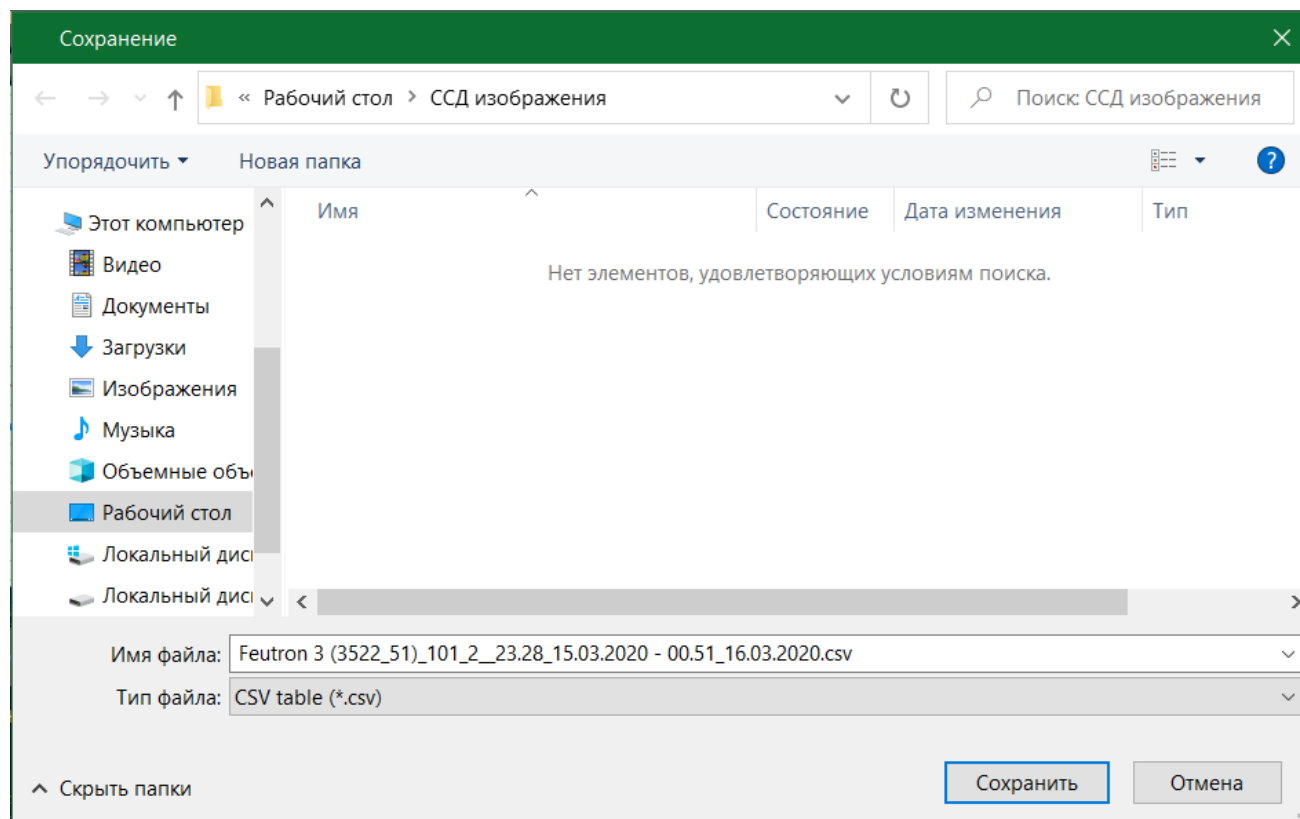 Сохранение
« Рабочий стол > ССД изображения
Поиск: ССД изображения
Упорядочить
Новая папка
?
Имя
Состояние
Дата изменения
Тип
Нет элементов, удовлетворяющих условиям поиска.
Этот компьютер
Видео
Документы
Загрузки
Изображения
Музыка
Объемные объ
Рабочий стол
Локальный дис
Локальный дис
Имя файла: Feutron 3 (3522_51)_101_2__23.28_15.03.2020 - 00.51_16.03.2020.csv
Тип файла: CSV table (*.csv)
Скрыть папки
Сохранить
Отмена